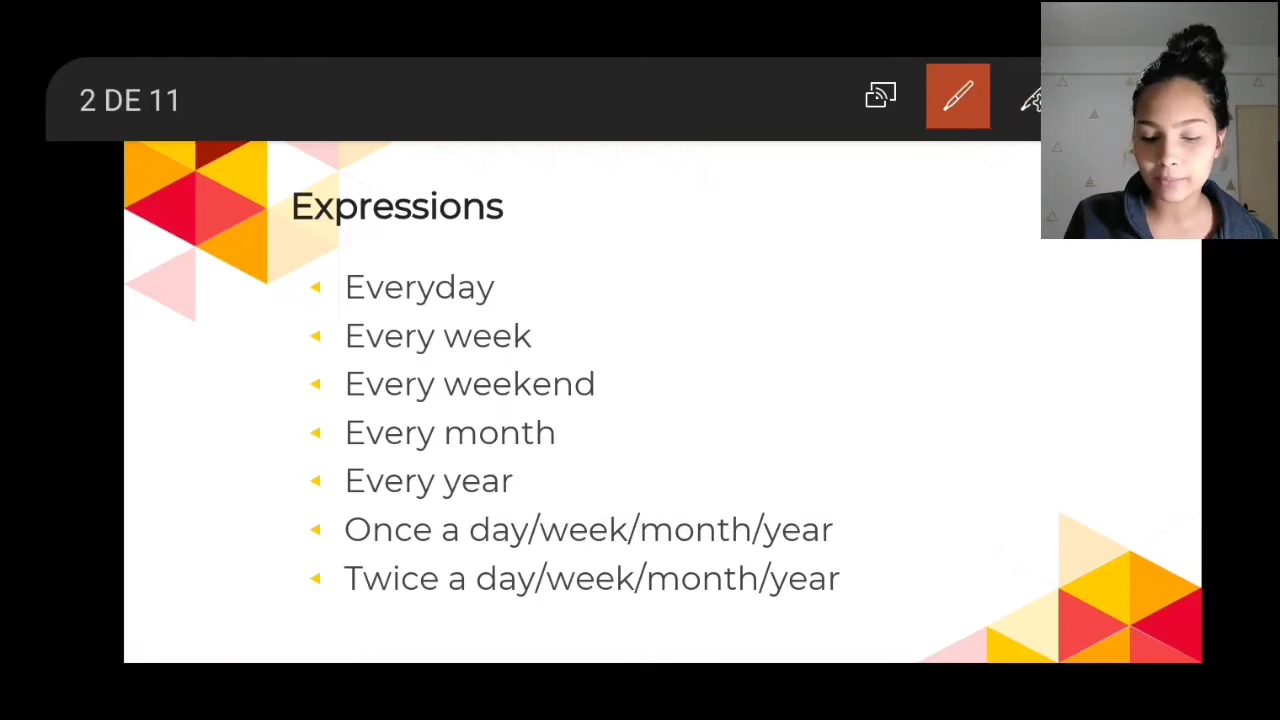 2 DE 11
Expressions
Everyday
Every week
Every weekend
Every month
Every year
Once a day/week/month/year
Twice a day/week/month/year